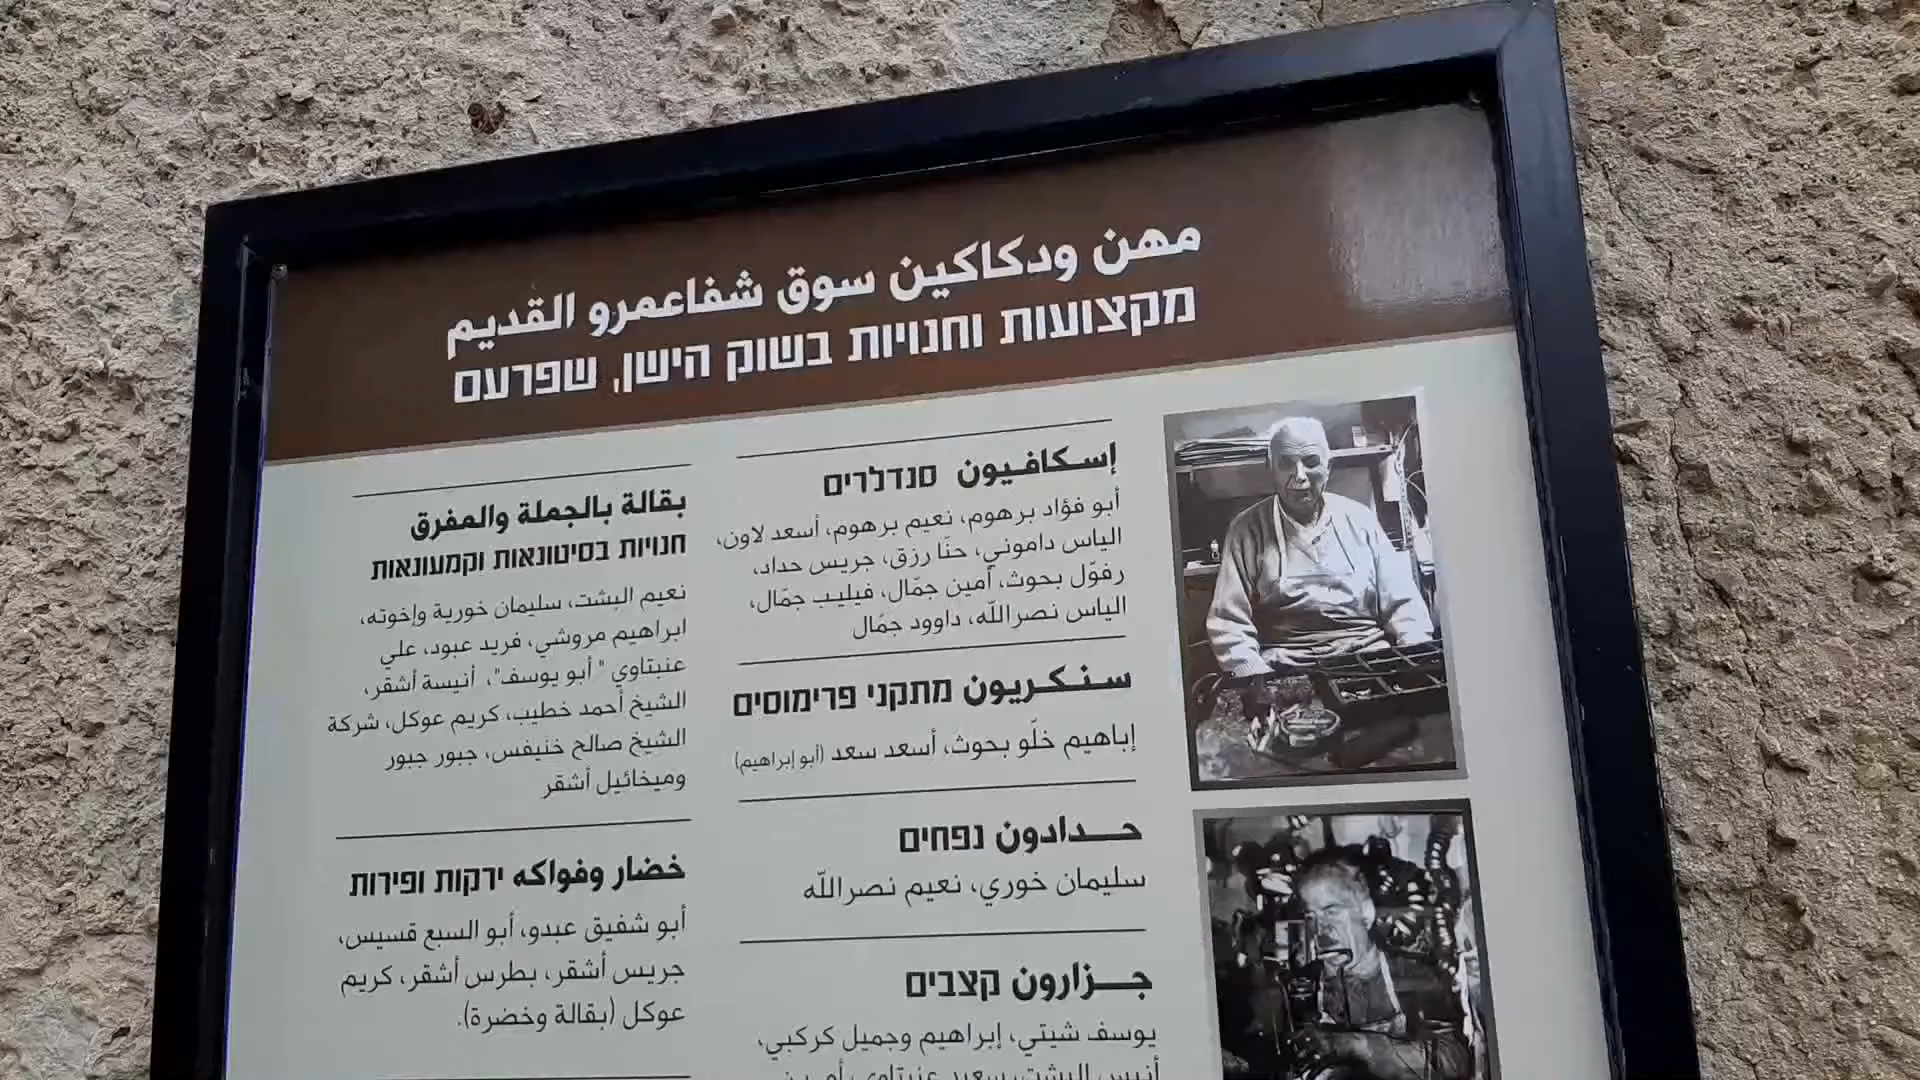 مهن ودكاكين سوق شفاعمرو القديم
מקצועות וחנויות בשוק הישן, שפרעם
إسكافيون סנדלרים
أبو فؤاد برهوم، نعيم برهوم، أسعد لاون،
الياس داموني، حنّا رزق، جريس حداد،
رفوّل بحوث، أمين جمّال، فيليب جمّال،
الياس نصرالله، داوود جمّال
سنكريون מתקני פרימוסים
إباهيم خلّو بحوث، أسعد سعد (أبو إبراهيم)
حدادون נפחים
سليمان خوري، نعيم نصرالله
جزارون קצבים
يوسف شيتي، إبراهيم وجميل كركبي،
أنيس البشت، سعيد عنبتاوي، أمين
بقالة بالجملة والمفرق
חנויות בסיטונאות וקמעונאות
نعيم البشت، سليمان خورية وإخوته،
ابراهيم مروشي، فريد عبود، علي
عنبتاوي "أبو يوسف"، أنيسة أشقر،
الشيخ أحمد خطيب، كريم عوكل، شركة
الشيخ صالح خنيفس، جبور جبور
وميخائيل أشقر
خضار وفواكه ירקות ופירות
أبو شفيق عبدو، أبو السبع قسيس،
جريس أشقر، بطرس أشقر، كريم
عوكل (بقالة وخضرة).